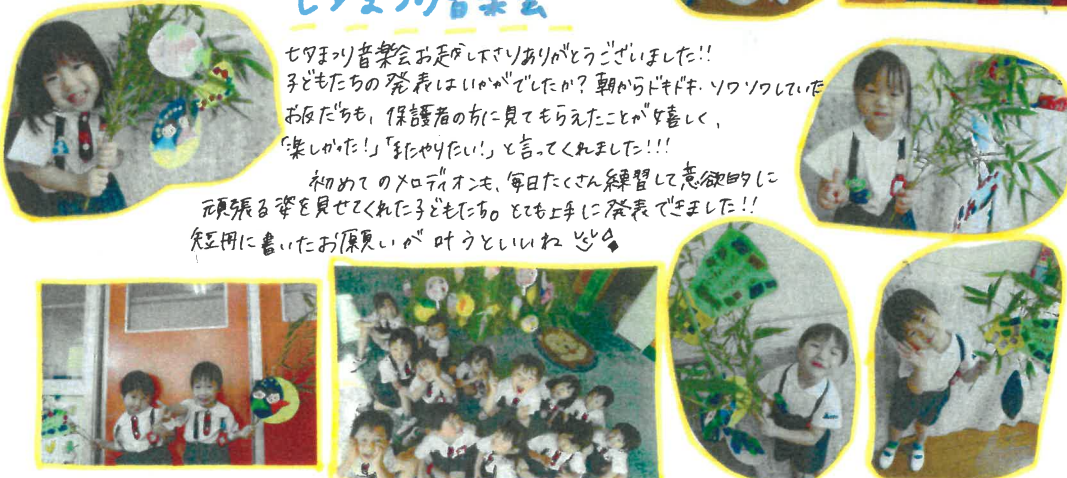 七夕まつり音楽会
七夕まつり音楽会お越し下さりありがとうございました!!
子どもたちの発表はいかがでしたか?朝からドキドキ・ソワソワしていた
お友だちも、保護者の方に見てもらえたことが嬉しく、
「楽しかった!」「またやりたい!」と言ってくれました!!!
初めてのメロディオンも、毎日たくさん練習して意欲的に
頑張る姿を見せてくれた子どもたち。とても上手に発表できました!!
短冊に書いたお願いが叶うといいね